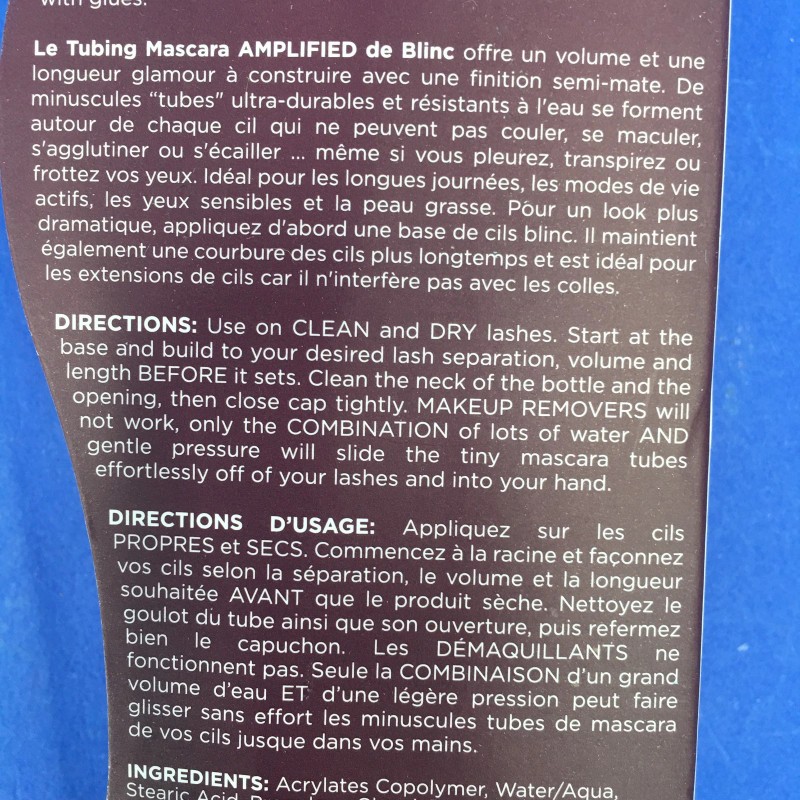 with glues.
Le Tubing Mascara AMPLIFIED de Blinc offre un volume et une
longueur glamour à construire avec une finition semi-mate. De
minuscules “tubes" ultra-durables et résistants à l'eau se forment
autour de chaque cil qui ne peuvent pas couler, se maculer,
s'agglutiner ou s'écailler ... même si vous pleurez, transpirez ou
frottez vos yeux. Idéal pour les longues journées, les modes de vie
actifs, les yeux sensibles et la peau grasse. Pour un look plus
dramatique, appliquez d'abord une base de cils blinc. Il maintient
également une courbure des cils plus longtemps et est idéal pour
les extensions de cils car il n'interfère pas avec les colles.
DIRECTIONS: Use on CLEAN and DRY lashes. Start at the
base and build to your desired lash separation, volume and
length BEFORE it sets. Clean the neck of the bottle and the
opening, then close cap tightly. MAKEUP REMOVERS will
not work, only the COMBINATION of lots of water AND
gentle pressure will slide the tiny mascara tubes
effortlessly off of your lashes and into your hand.
DIRECTIONS D’USAGE: Appliquez sur les cils
PROPRES et SECS. Commencez à la racine et façonnez
vos cils selon la séparation, le volume et la longueur
souhaitée AVANT que le produit sèche. Nettoyez le
goulot du tube ainsi que son ouverture, puis refermez
bien le capuchon. Les DÉMAQUILLANTS ne
fonctionnent pas. Seule la COMBINAISON d’un grand
volume d’eau ET d’une légère pression peut faire
glisser sans effort les minuscules tubes de mascara
de vos cils jusque dans vos mains.
INGREDIENTS: Acrylates Copolymer, Water/Aqua,
Stearic Acid,